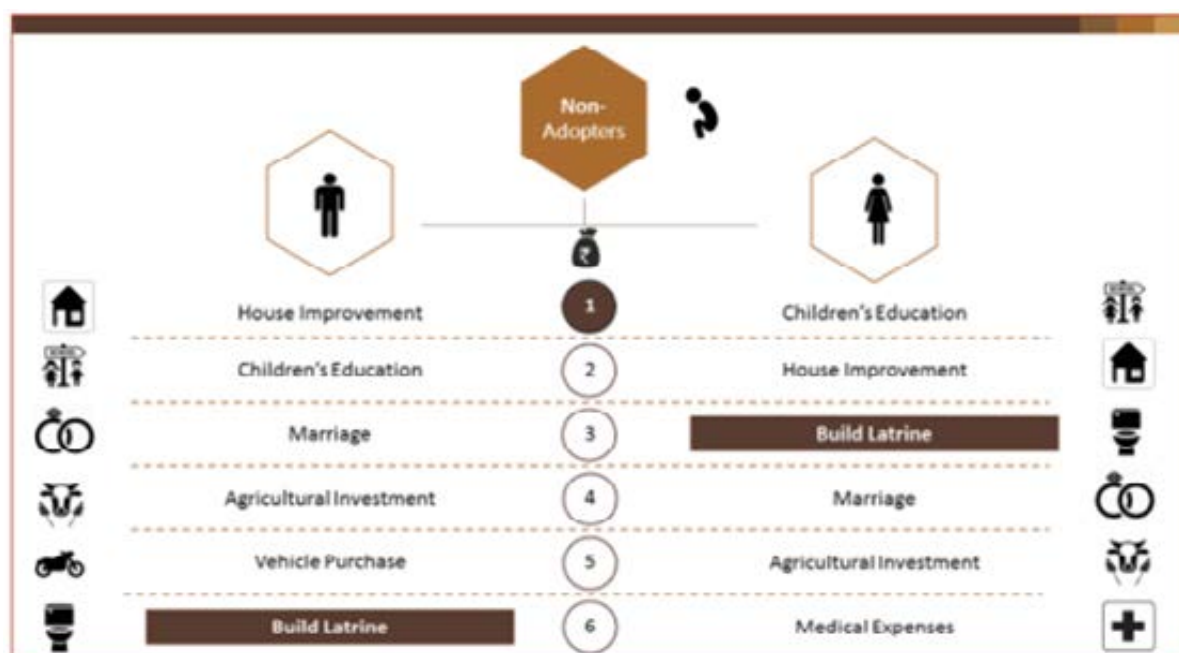 Non-
Adopters
₹
House Improvement 1 Children's Education
Children's Education 2 House Improvement
Marriage 3 Build Latrine
Agricultural Investment 4 Marriage
Vehicle Purchase 5 Agricultural Investment
Build Latrine 6 Medical Expenses